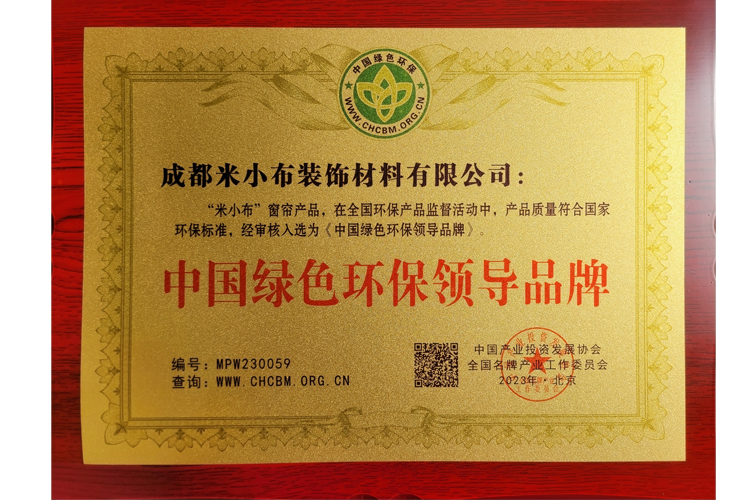 中国绿色环保
WWW.CHCBM.ORG.CN
成都米小布装饰材料有限公司：
“米小布”窗帘产品，在全国环保产品监督活动中，产品质量符合国家
环保标准，经审核入选为《中国绿色环保领导品牌》。
中国绿色环保领导品牌
编号：MPW230059
查询：WWW.CHCBM.ORG.CN
中国产业投资发展协会
全国名牌产业工作委员会
2023年·北京